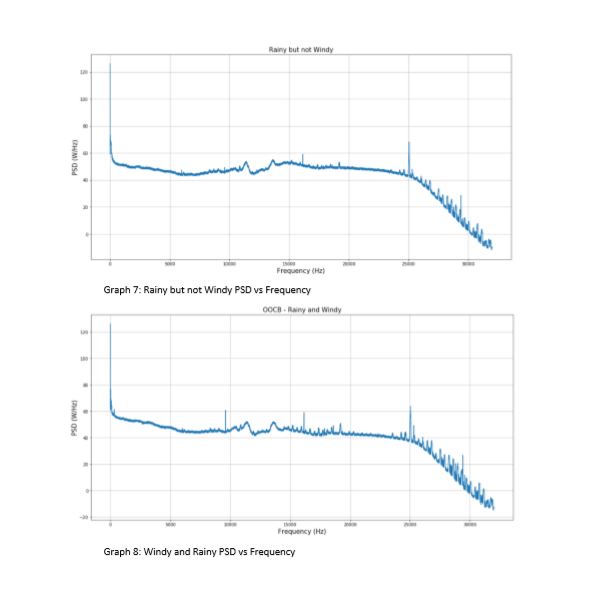 Rainy but not Windy
120
100
80
60
40
20
0
PSD (W/Hz)
0 5000 10000 15000 20000 25000 30000
Frequency (Hz)
Graph 7: Rainy but not Windy PSD vs Frequency
OOCB - Rainy and Windy
120
100
80
60
40
20
0
−20
PSD (W/Hz)
0 5000 10000 15000 20000 25000 30000
Frequency (Hz)
Graph 8: Windy and Rainy PSD vs Frequency